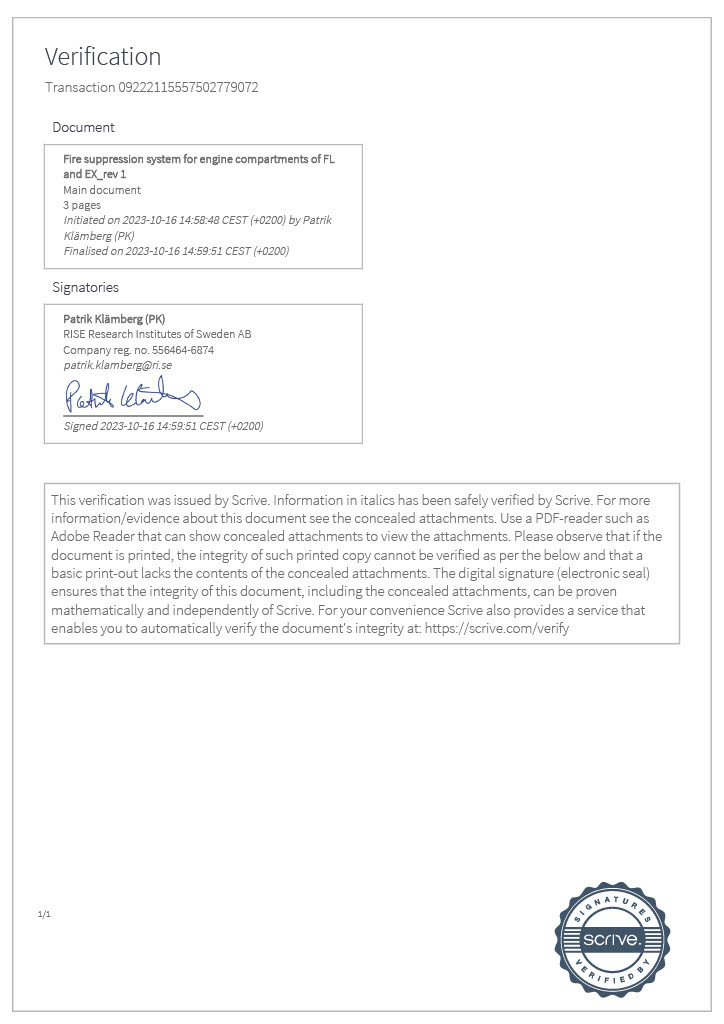 Verification
Transaction 09222115557502779072
Document
Fire suppression system for engine compartments of FL
and EX_rev 1
Main document
3 pages
Initiated on 2023-10-16 14:58:48 CEST (+0200) by Patrik
Klämberg (PK)
Finalised on 2023-10-16 14:59:51 CEST (+0200)
Signatories
Patrik Klämberg (PK)
RISE Research Institutes of Sweden AB
Company reg. no. 556464-6874
patrik.klamberg@ri.se
Signed 2023-10-16 14:59:51 CEST (+0200)
This verification was issued by Scrive. Information in italics has been safely verified by Scrive. For more
information/evidence about this document see the concealed attachments. Use a PDF-reader such as
Adobe Reader that can show concealed attachments to view the attachments. Please observe that if the
document is printed, the integrity of such printed copy cannot be verified as per the below and that a
basic print-out lacks the contents of the concealed attachments. The digital signature (electronic seal)
ensures that the integrity of this document, including the concealed attachments, can be proven
mathematically and independently of Scrive. For your convenience Scrive also provides a service that
enables you to automatically verify the document's integrity at: https://scrive.com/verify
1/1
SIGNATURES
scrive.
VERIFIED BY